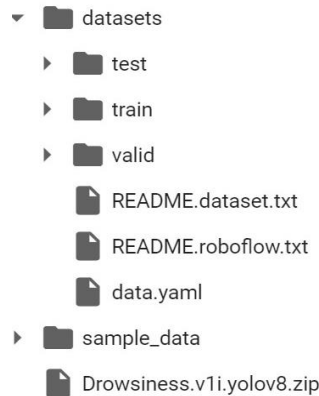 datasets
test
train
valid
README.dataset.txt
README.roboflow.txt
data.yaml
sample_data
Drowsiness.v1i.yolov8.zip